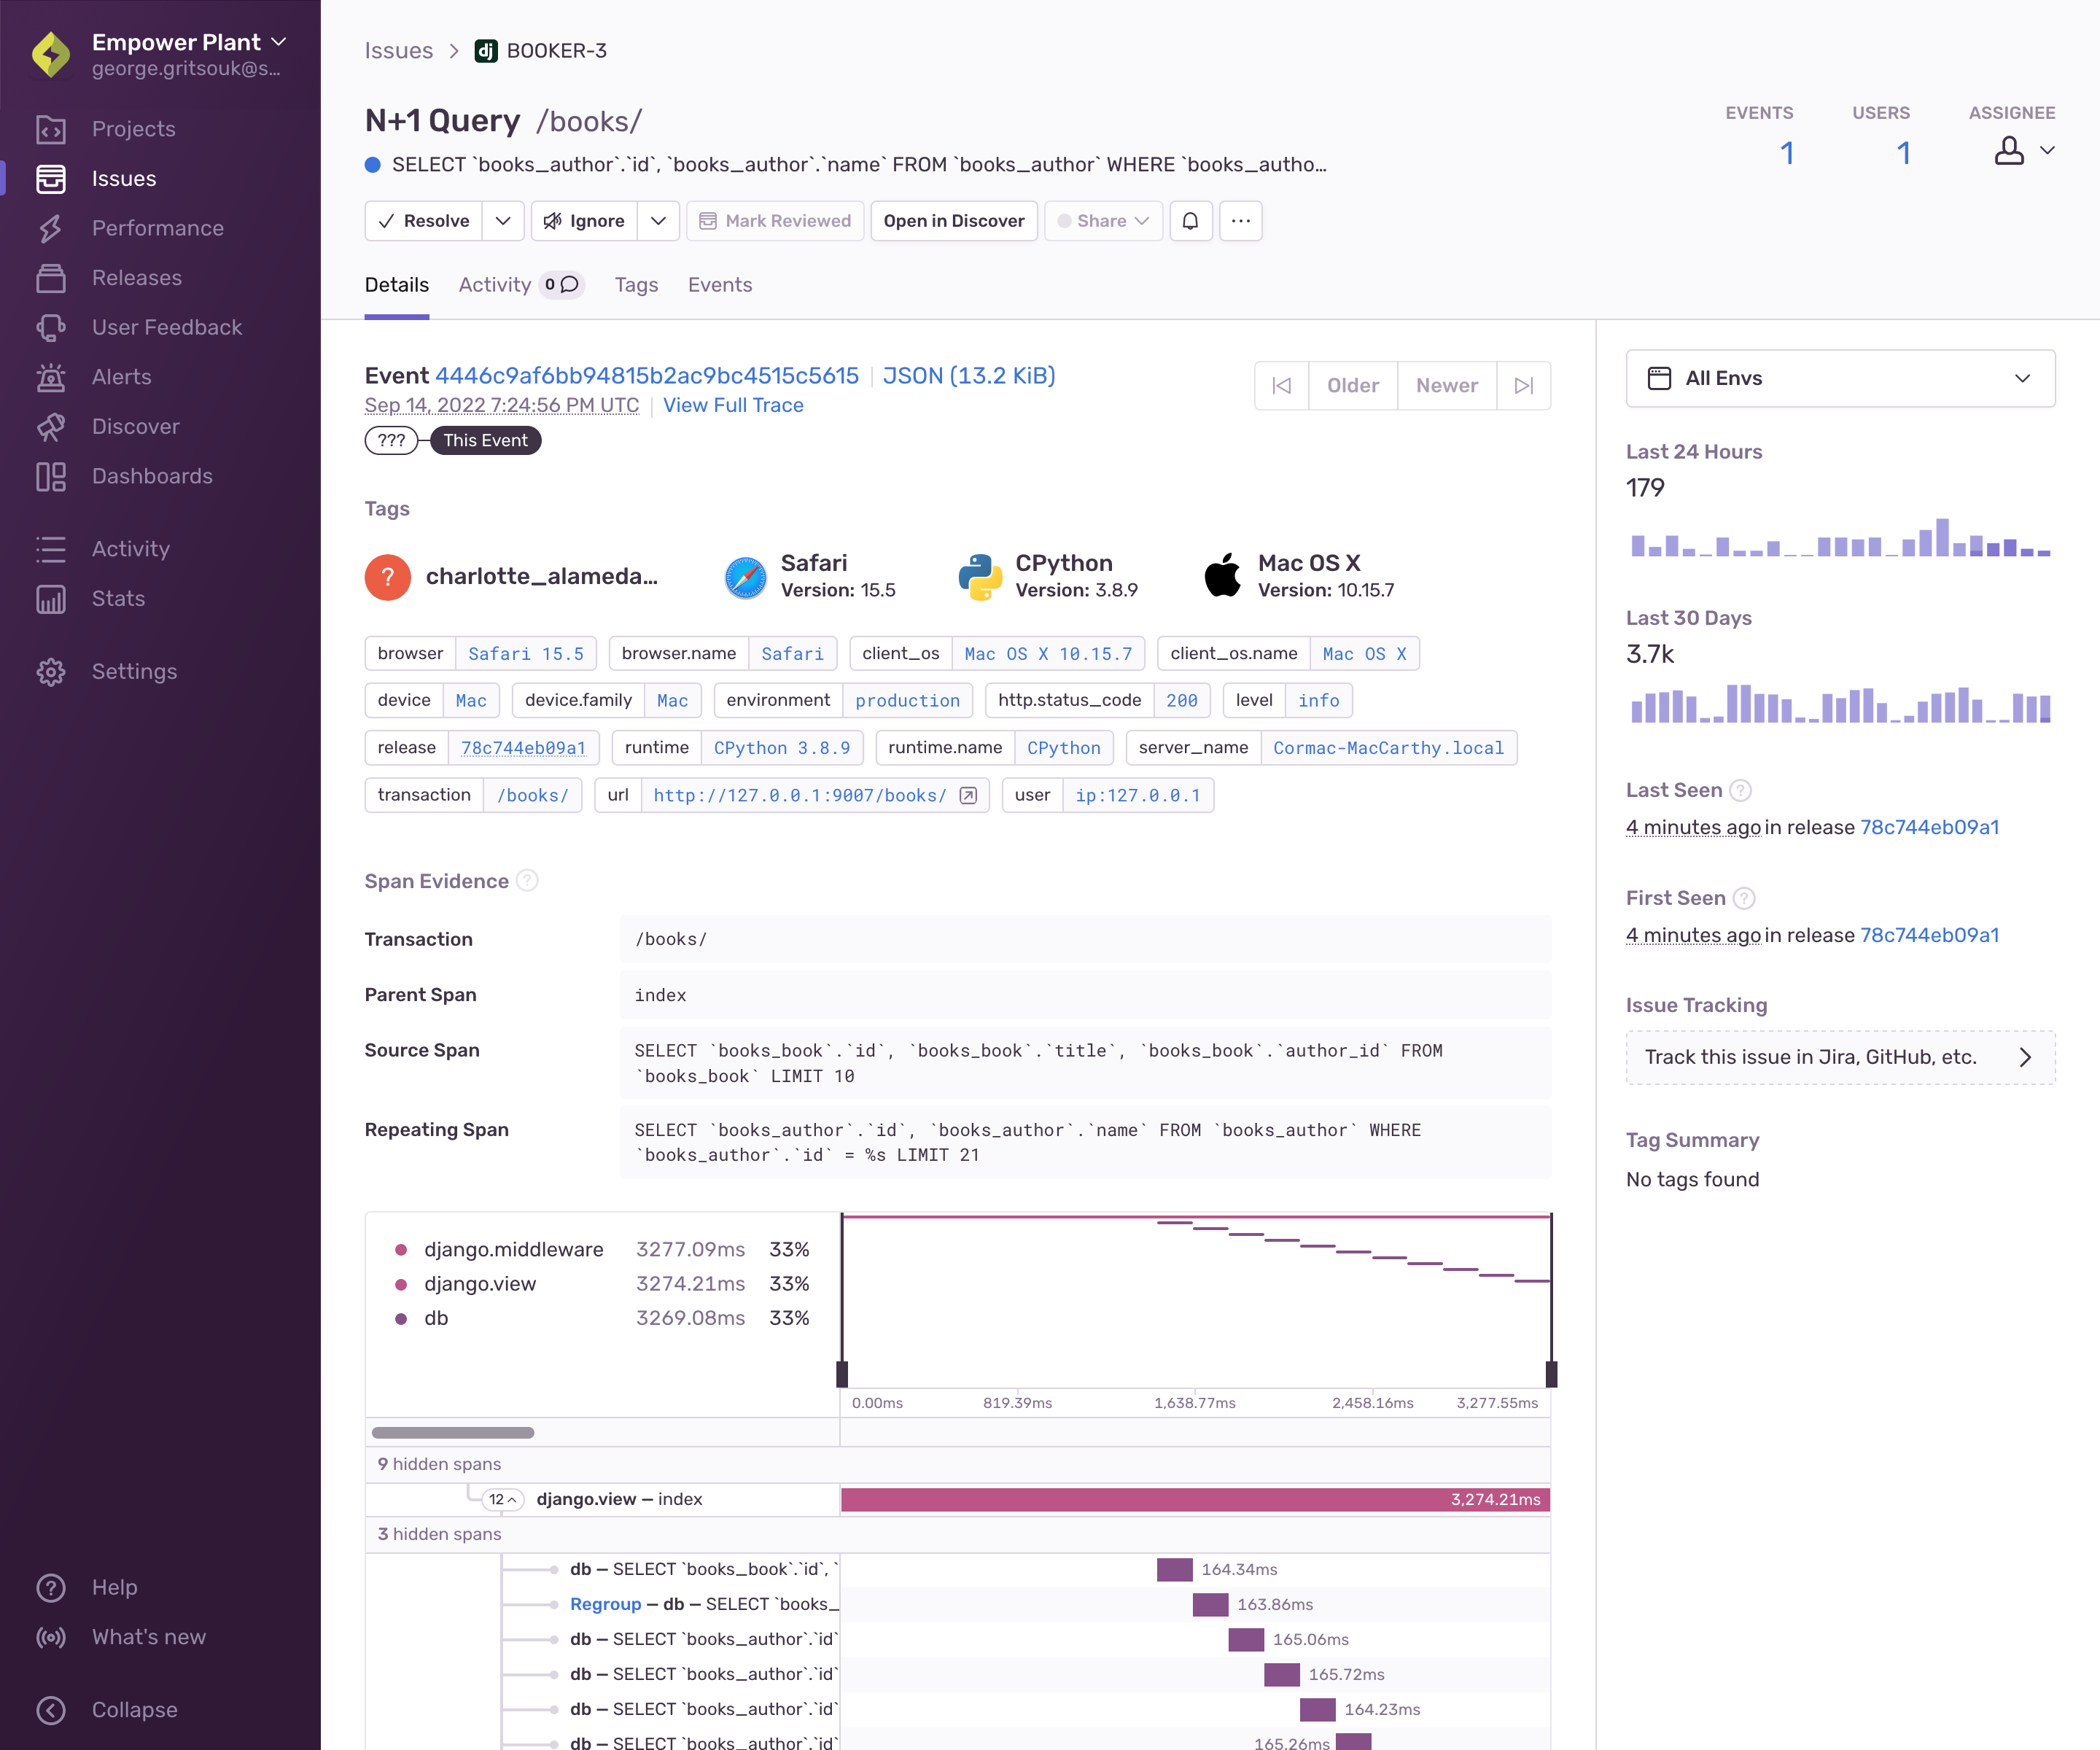 Empower Plant
george.gritsouk@s...
Projects
Issues
Performance
Releases
User Feedback
Alerts
Discover
Dashboards
Activity
Stats
Settings
Help
What's new
Collapse
Issues > dj BOOKER-3
N+1 Query /books/
SELECT `books_author`.`id`, `books_author`.`name` FROM `books_author` WHERE `books_autho...
EVENTS USERS ASSIGNEE
1 1
Resolve Ignore Mark Reviewed Open in Discover Share ...
Details Activity 0 Tags Events
Event 4446c9af6bb94815b2ac9bc4515c5615 | JSON (13.2 KiB)
Sep 14, 2022 7:24:56 PM UTC | View Full Trace
??? This Event
Older Newer
Tags
? charlotte_alameda...
Safari
Version: 15.5
CPython
Version: 3.8.9
Mac OS X
Version: 10.15.7
browser Safari 15.5 browser.name Safari client_os Mac OS X 10.15.7 client_os.name Mac OS X
device Mac device.family Mac environment production http.status_code 200 level info
release 78c744eb09a1 runtime CPython 3.8.9 runtime.name CPython server_name Cormac-MacCarthy.local
transaction /books/ url http://127.0.0.1:9007/books/ user ip:127.0.0.1
Span Evidence ?
Transaction /books/
Parent Span index
Source Span SELECT `books_book`.`id`, `books_book`.`title`, `books_book`.`author_id` FROM
`books_book` LIMIT 10
Repeating Span SELECT `books_author`.`id`, `books_author`.`name` FROM `books_author` WHERE
`books_author`.`id` = %s LIMIT 21
django.middleware 3277.09ms 33%
django.view 3274.21ms 33%
db 3269.08ms 33%
0.00ms 819.39ms 1,638.77ms 2,458.16ms 3,277.55ms
9 hidden spans
12 django.view — index 3,274.21ms
3 hidden spans
db — SELECT `books_book`.`id`, ` 164.34ms
Regroup — db — SELECT `books_ 163.86ms
db — SELECT `books_author`.`id` 165.06ms
db — SELECT `books_author`.`id` 165.72ms
db — SELECT `books_author`.`id` 164.23ms
db — SELECT `books_author`.`id` 165.26ms
All Envs
Last 24 Hours
179
Last 30 Days
3.7k
Last Seen ?
4 minutes ago in release 78c744eb09a1
First Seen ?
4 minutes ago in release 78c744eb09a1
Issue Tracking
Track this issue in Jira, GitHub, etc.
Tag Summary
No tags found